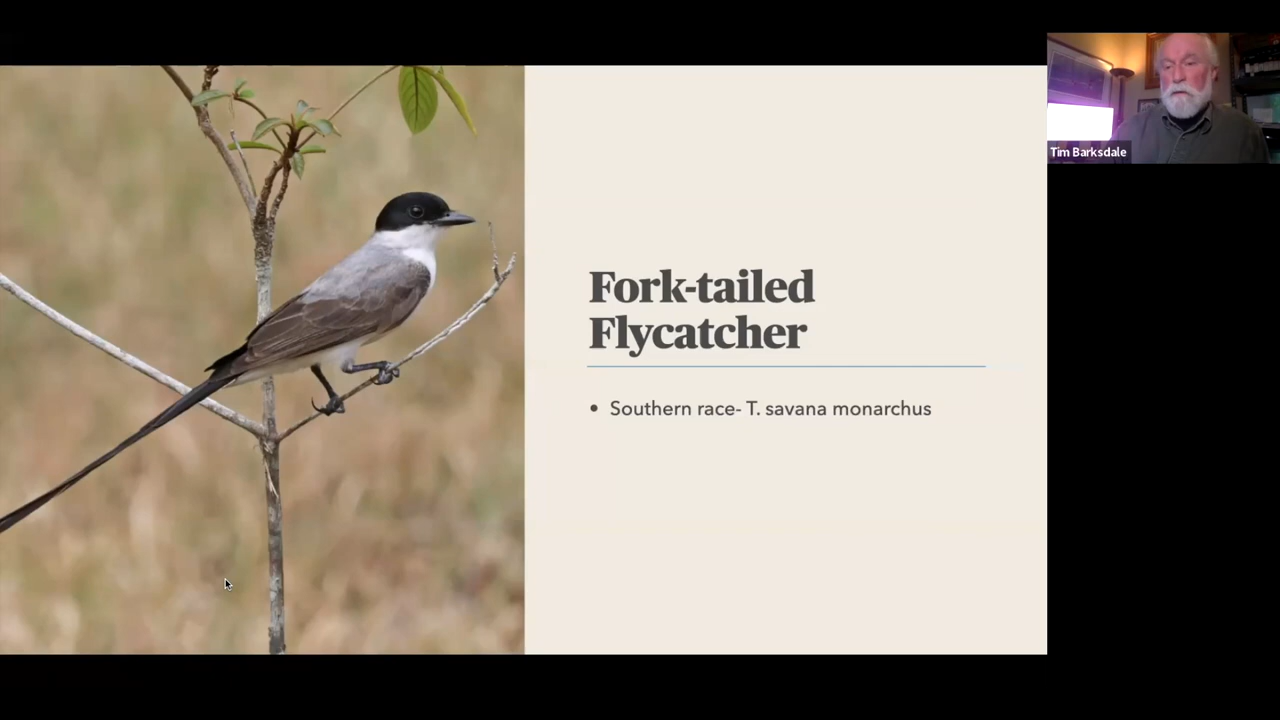 Fork-tailed
Flycatcher
• Southern race- T. savana monarchus
Tim Barksdale